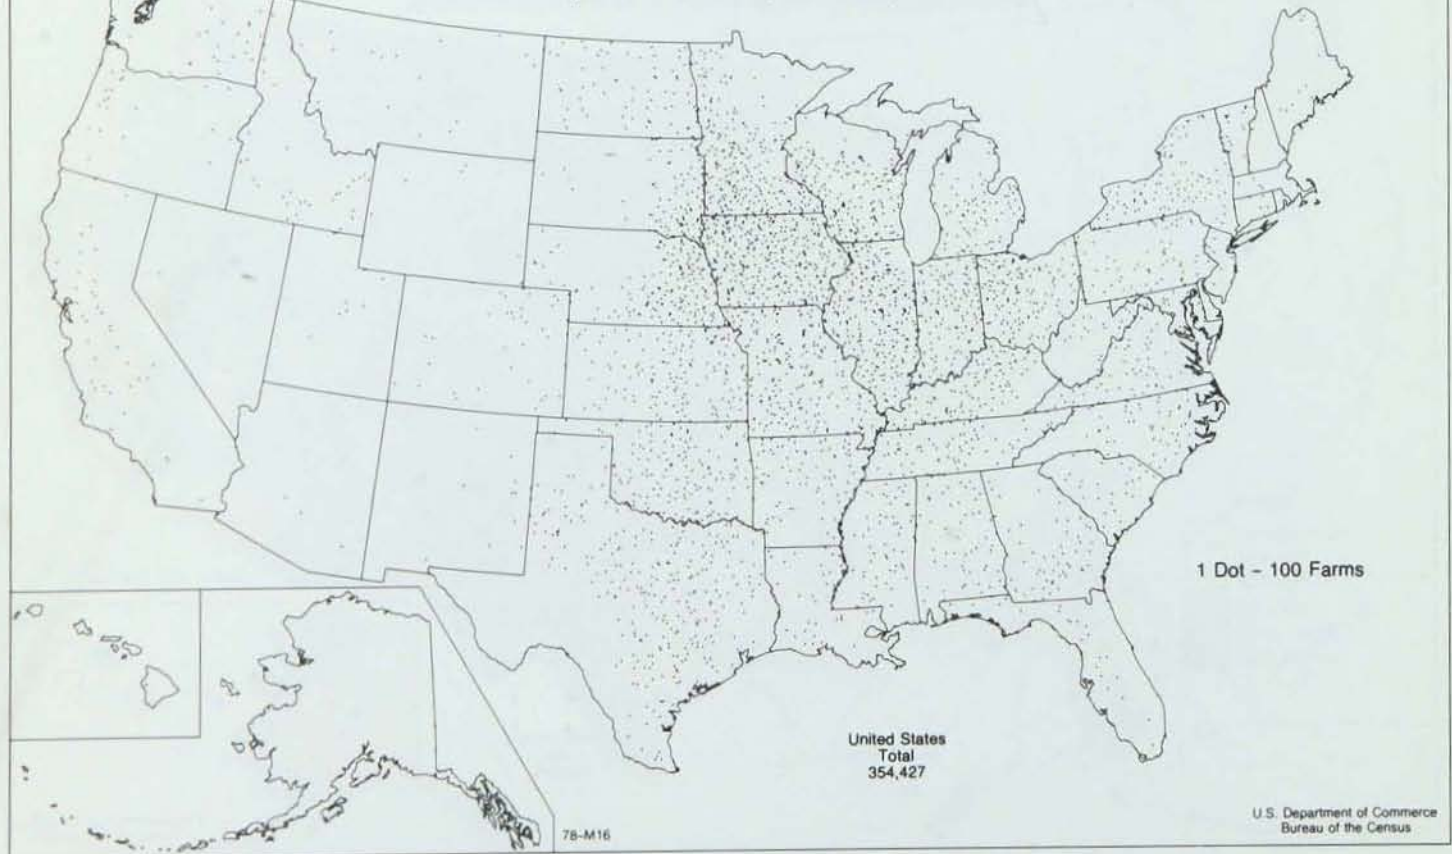 1 Dot - 100 Farms
United States
Total
354,427
78-M16
U.S. Department of Commerce
Bureau of the Census